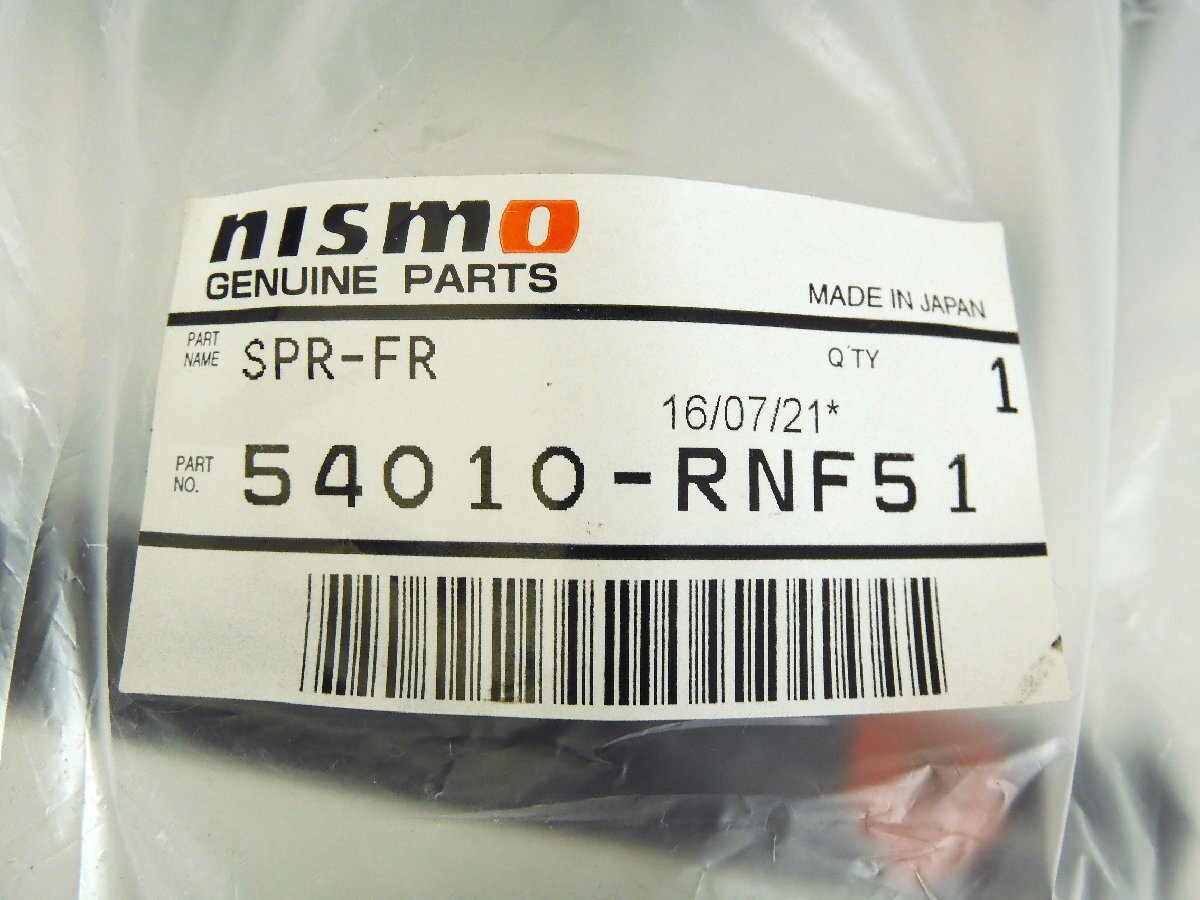 nismo
GENUINE PARTS
MADE IN JAPAN
PART NAME SPR-FR
Q'TY 1
16/07/21*
PART NO. 54010-RNF51